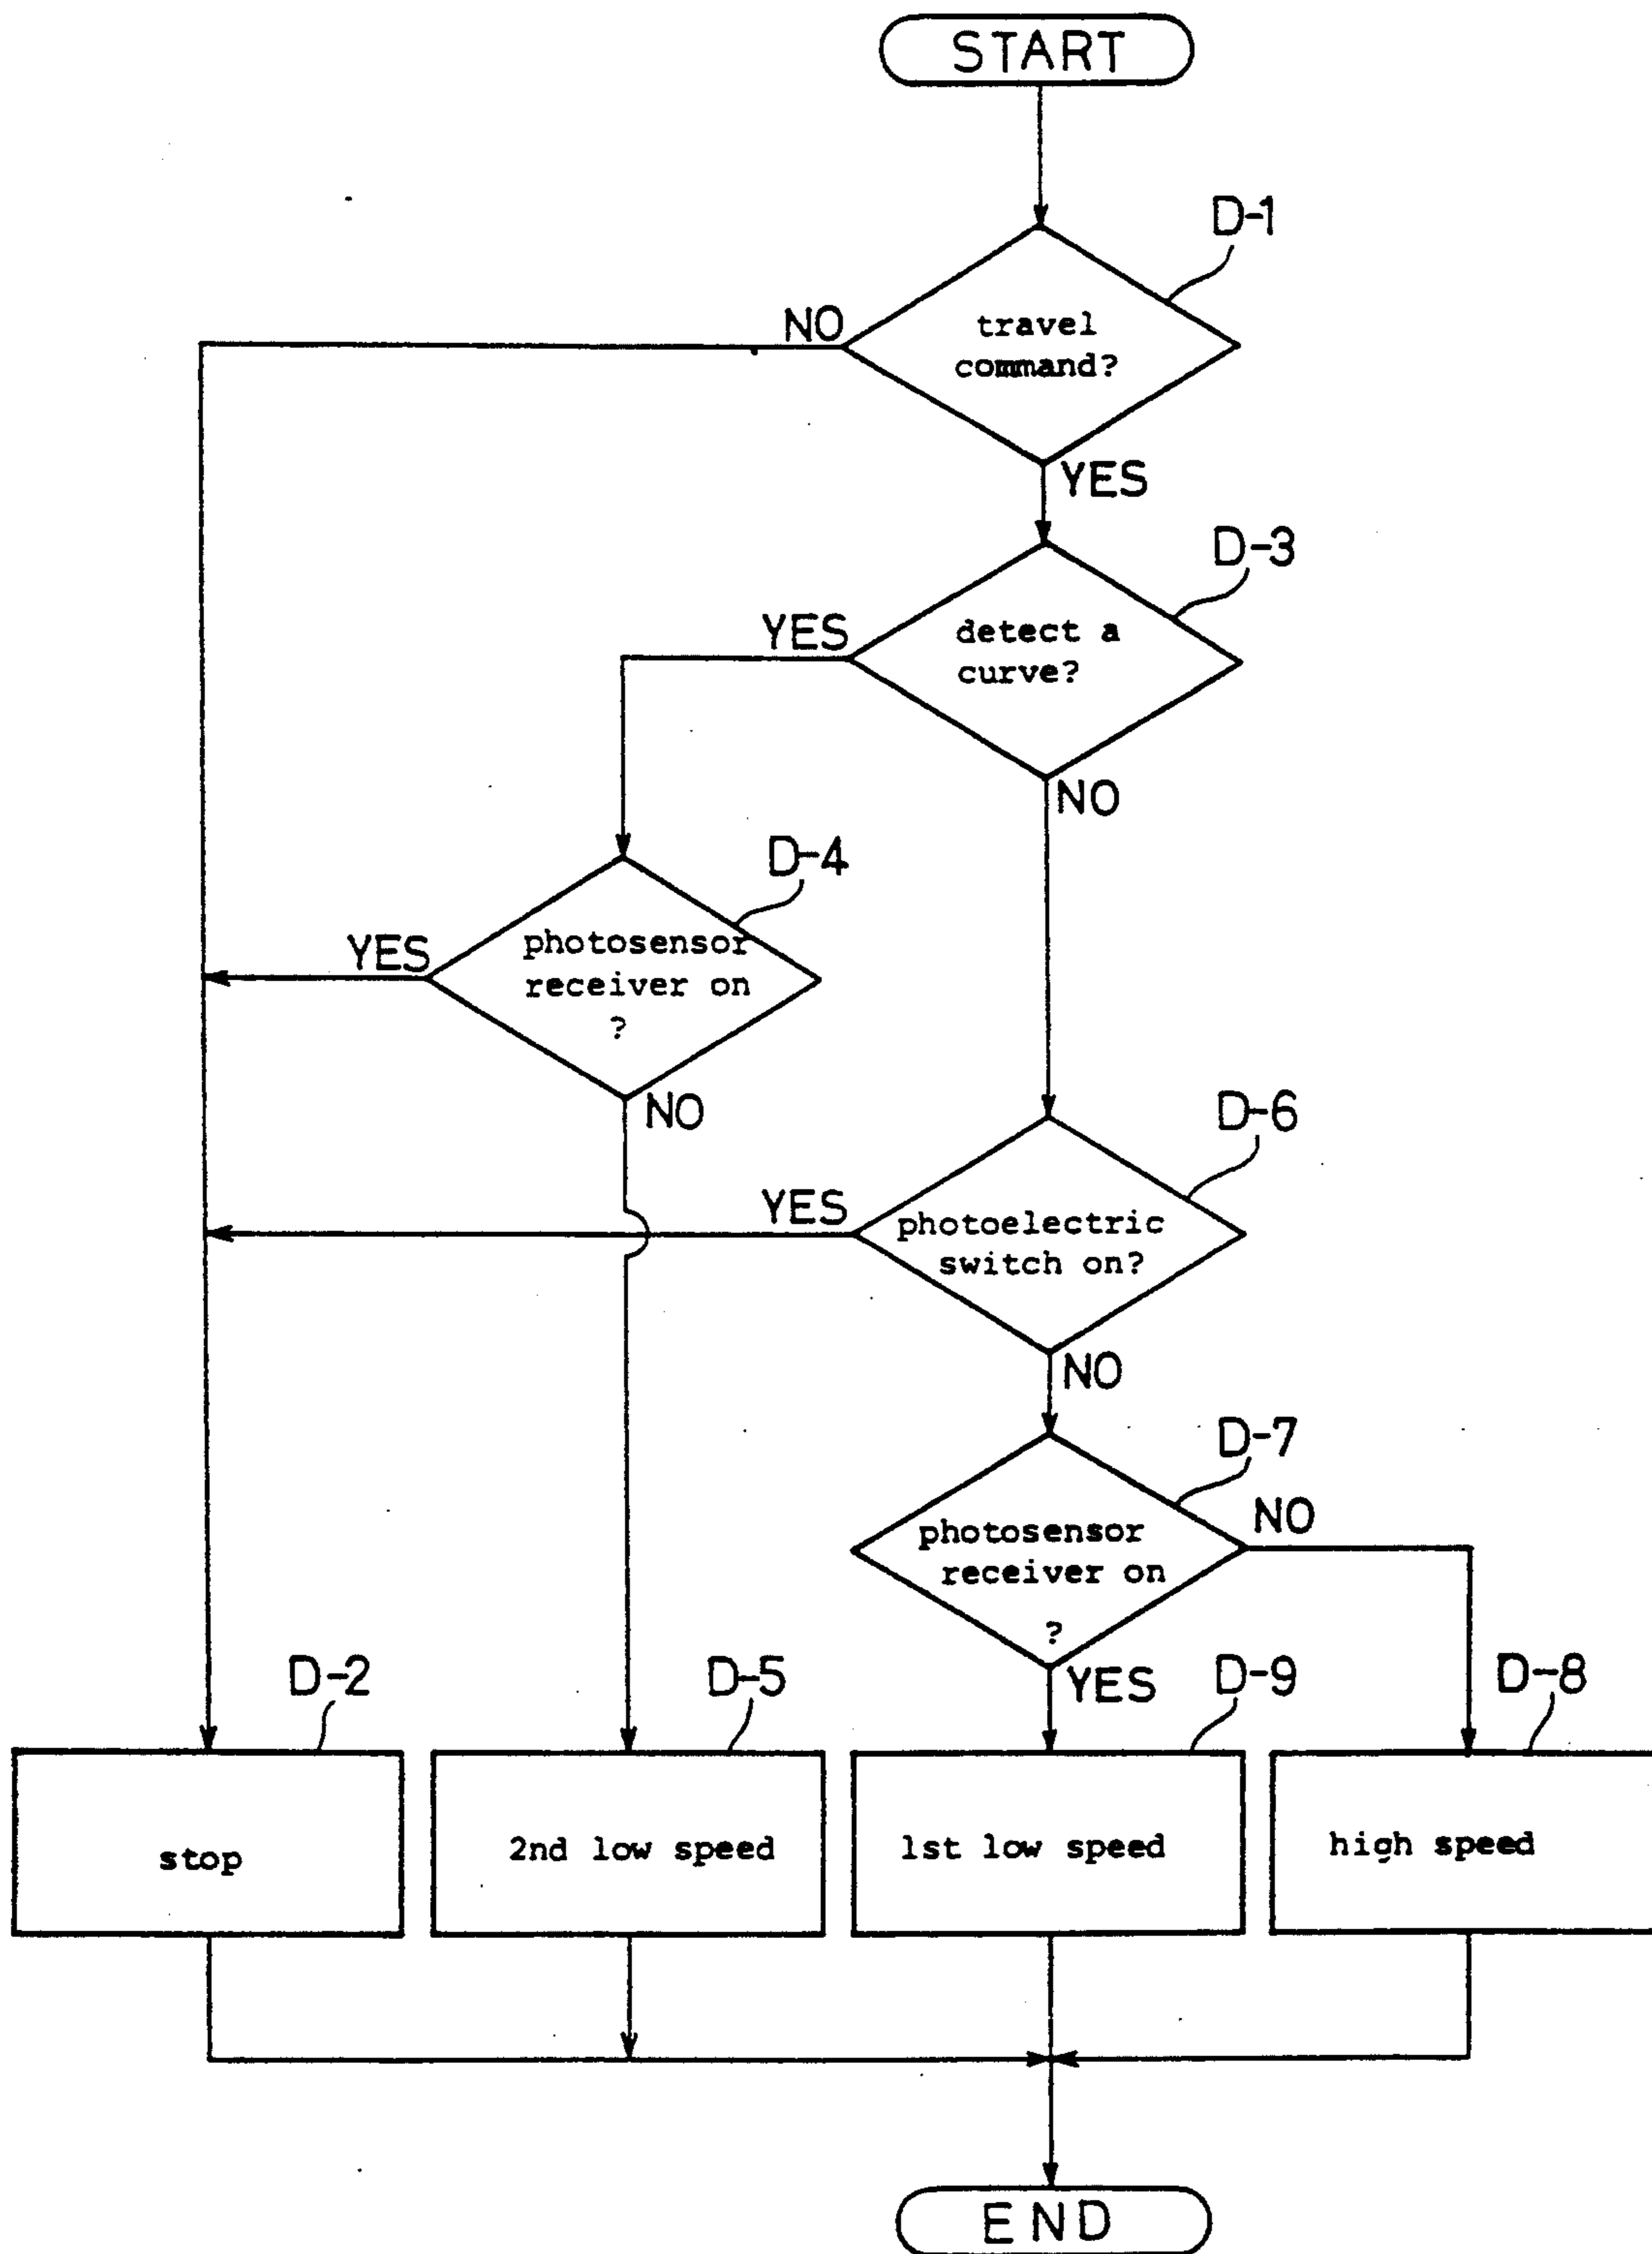 START
D-1
NO
travel
command?
YES
D-3
YES
detect a
curve?
NO
D-4
YES
photosensor
receiver on
?
NO
D-6
YES
photoelectric
switch on?
NO
D-7
NO
photosensor
receiver on
?
YES
D-2
D-5
D-9
D-8
stop
2nd low speed
1st low speed
high speed
END